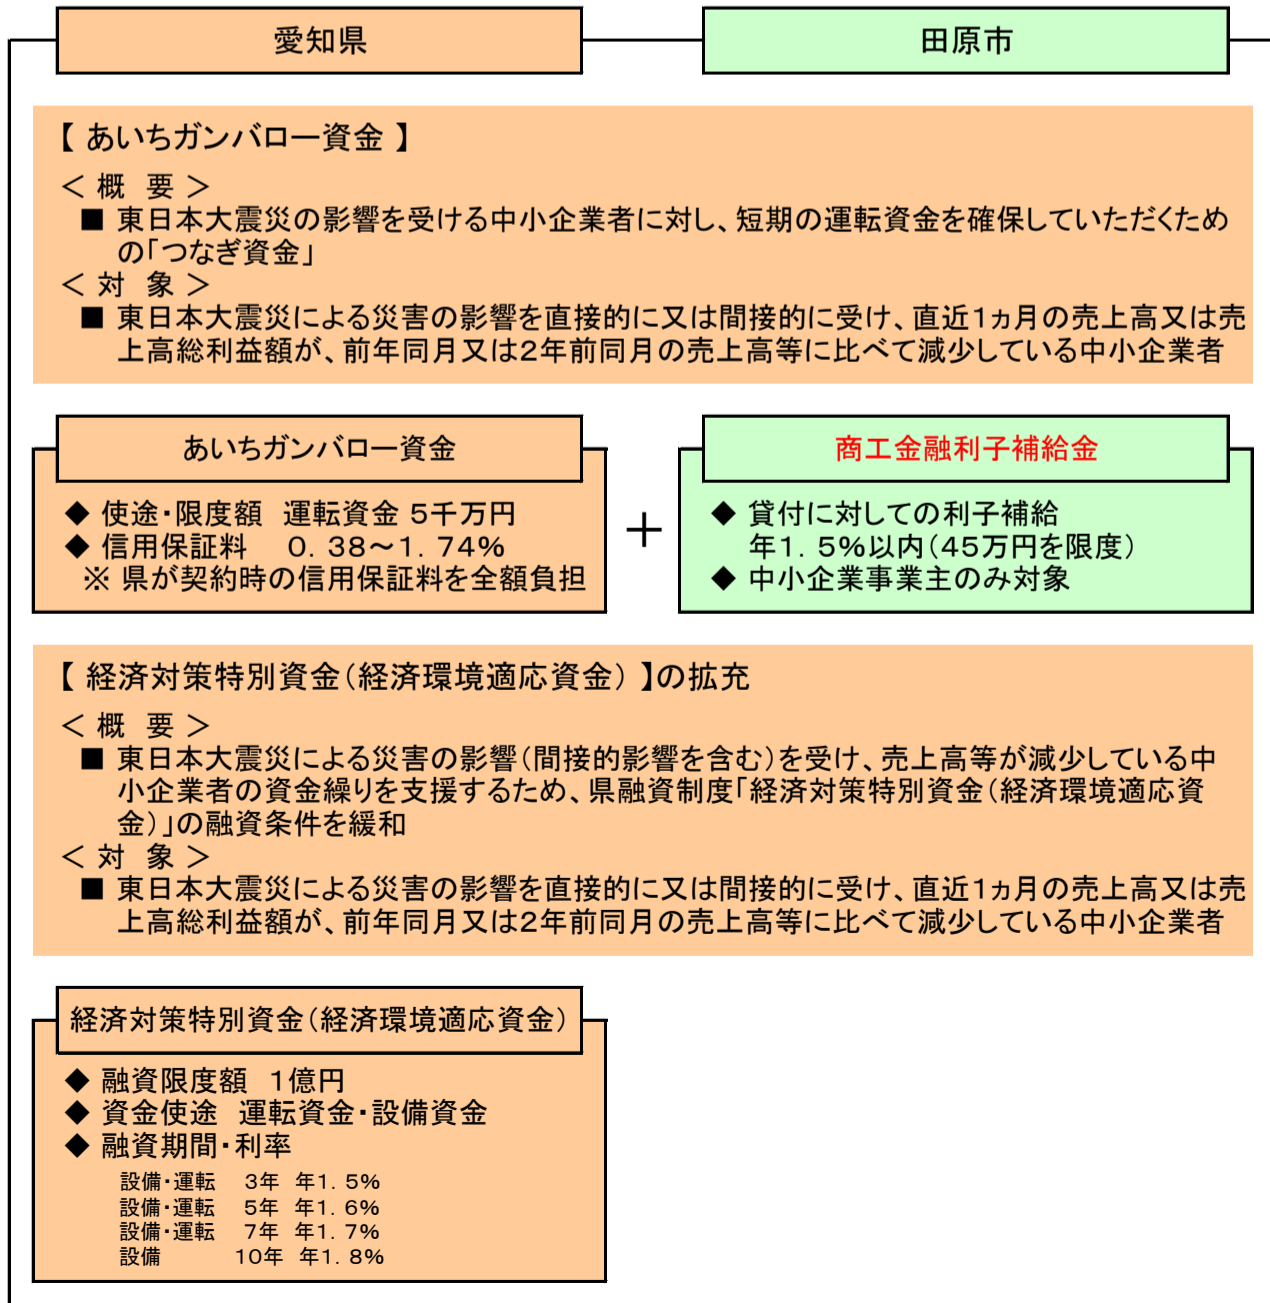 愛知県
田原市
【 あいちガンバロー資金 】
＜ 概 要 ＞
■ 東日本大震災の影響を受ける中小企業者に対し、短期の運転資金を確保していただくため
の「つなぎ資金」
＜ 対 象 ＞
■ 東日本大震災による災害の影響を直接的に又は間接的に受け、直近1ヵ月の売上高又は売
上高総利益額が、前年同月又は2年前同月の売上高等に比べて減少している中小企業者
あいちガンバロー資金
◆ 使途・限度額 運転資金 5千万円
◆ 信用保証料 0．38～1．74%
※ 県が契約時の信用保証料を全額負担
＋
商工金融利子補給金
◆ 貸付に対しての利子補給
年1．5%以内（45万円を限度）
◆ 中小企業事業主のみ対象
【 経済対策特別資金（経済環境適応資金） 】の拡充
＜ 概 要 ＞
■ 東日本大震災による災害の影響（間接的影響を含む）を受け、売上高等が減少している中
小企業者の資金繰りを支援するため、県融資制度「経済対策特別資金（経済環境適応資
金）」の融資条件を緩和
＜ 対 象 ＞
■ 東日本大震災による災害の影響を直接的に又は間接的に受け、直近1ヵ月の売上高又は売
上高総利益額が、前年同月又は2年前同月の売上高等に比べて減少している中小企業者
経済対策特別資金（経済環境適応資金）
◆ 融資限度額 1億円
◆ 資金使途 運転資金・設備資金
◆ 融資期間・利率
設備・運転 3年 年1．5%
設備・運転 5年 年1．6%
設備・運転 7年 年1．7%
設備 10年 年1．8%